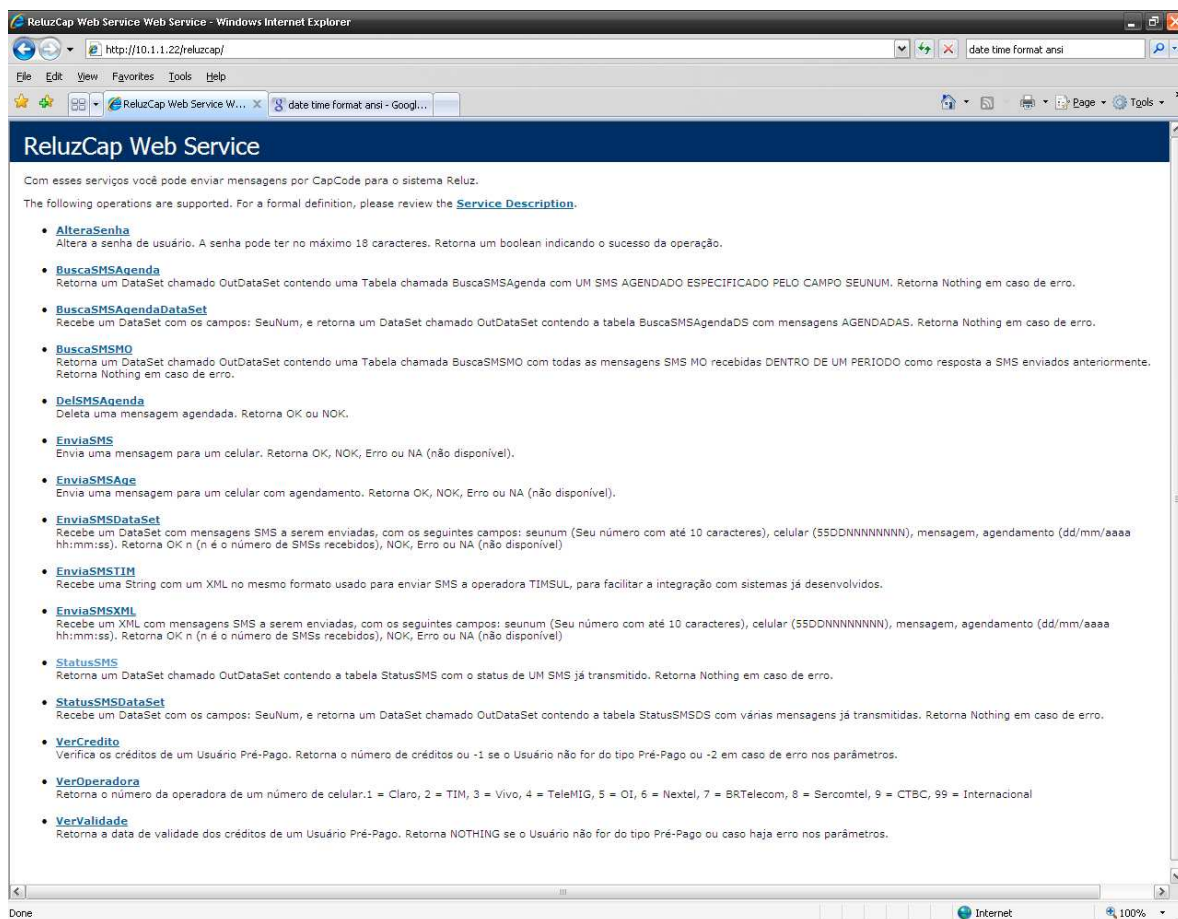 ReluzCap Web Service Web Service - Windows Internet Explorer
http://10.1.1.22/reluzcap/
date time format ansi
File Edit View Favorites Tools Help
ReluzCap Web Service W...
date time format ansi - Googl...
Page
Tools
ReluzCap Web Service
Com esses serviços você pode enviar mensagens por CapCode para o sistema Reluz.
The following operations are supported. For a formal definition, please review the Service Description.
• AlteraSenha
Altera a senha de usuário. A senha pode ter no máximo 18 caracteres. Retorna um boolean indicando o sucesso da operação.
• BuscaSMSAgenda
Retorna um DataSet chamado OutDataSet contendo uma Tabela chamada BuscaSMSAgenda com UM SMS AGENDADO ESPECIFICADO PELO CAMPO SEUNUM. Retorna Nothing em caso de erro.
• BuscaSMSAgendaDataSet
Recebe um DataSet com os campos: SeuNum, e retorna um DataSet chamado OutDataSet contendo a tabela BuscaSMSAgendaDS com mensagens AGENDADAS. Retorna Nothing em caso de erro.
• BuscaSMSMO
Retorna um DataSet chamado OutDataSet contendo uma Tabela chamada BuscaSMSMO com todas as mensagens SMS MO recebidas DENTRO DE UM PERIODO como resposta a SMS enviados anteriormente.
Retorna Nothing em caso de erro.
• DelSMSAgenda
Deleta uma mensagem agendada. Retorna OK ou NOK.
• EnviaSMS
Envia uma mensagem para um celular. Retorna OK, NOK, Erro ou NA (não disponível).
• EnviaSMSAge
Envia uma mensagem para um celular com agendamento. Retorna OK, NOK, Erro ou NA (não disponível).
• EnviaSMSDataSet
Recebe um DataSet com mensagens SMS a serem enviadas, com os seguintes campos: seunum (Seu número com até 10 caracteres), celular (55DDNNNNNNNN), mensagem, agendamento (dd/mm/aaaa
hh:mm:ss). Retorna OK n (n é o número de SMSs recebidos), NOK, Erro ou NA (não disponível)
• EnviaSMSTIM
Recebe uma String com um XML no mesmo formato usado para enviar SMS a operadora TIMSUL, para facilitar a integração com sistemas já desenvolvidos.
• EnviaSMSXML
Recebe um XML com mensagens SMS a serem enviadas, com os seguintes campos: seunum (Seu número com até 10 caracteres), celular (55DDNNNNNNNN), mensagem, agendamento (dd/mm/aaaa
hh:mm:ss). Retorna OK n (n é o número de SMSs recebidos), NOK, Erro ou NA (não disponível)
• StatusSMS
Retorna um DataSet chamado OutDataSet contendo a tabela StatusSMS com o status de UM SMS já transmitido. Retorna Nothing em caso de erro.
• StatusSMSDataSet
Recebe um DataSet com os campos: SeuNum, e retorna um DataSet chamado OutDataSet contendo a tabela StatusSMSDS com várias mensagens já transmitidas. Retorna Nothing em caso de erro.
• VerCredito
Verifica os créditos de um Usuário Pré-Pago. Retorna o número de créditos ou -1 se o Usuário não for do tipo Pré-Pago ou -2 em caso de erro nos parâmetros.
• VerOperadora
Retorna o número da operadora de um número de celular.1 = Claro, 2 = TIM, 3 = Vivo, 4 = TeleMIG, 5 = OI, 6 = Nextel, 7 = BRTelecom, 8 = Sercomtel, 9 = CTBC, 99 = Internacional
• VerValidade
Retorna a data de validade dos créditos de um Usuário Pré-Pago. Retorna NOTHING se o Usuário não for do tipo Pré-Pago ou caso haja erro nos parâmetros.
Done
Internet
100%